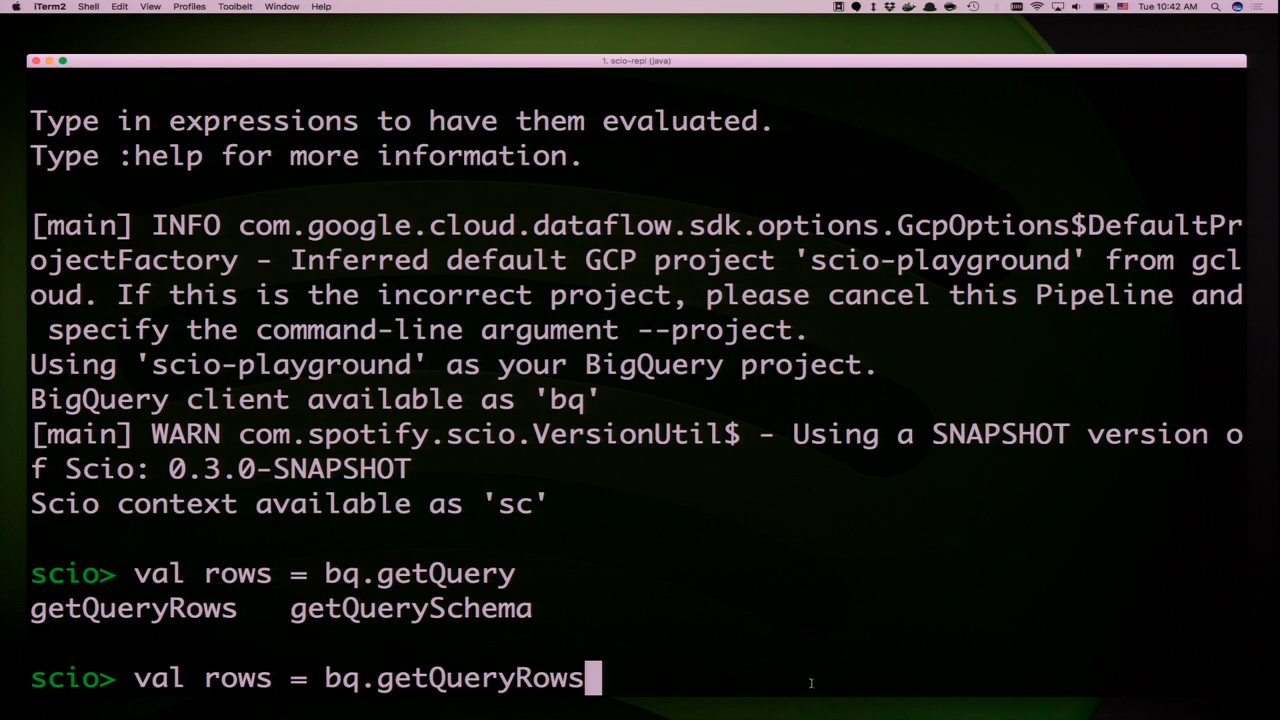 iTerm2 Shell Edit View Profiles Toolbelt Window Help Tue 10:42 AM
1. scio-repl (java)
Type in expressions to have them evaluated.
Type :help for more information.
[main] INFO com.google.cloud.dataflow.sdk.options.GcpOptions$DefaultPr
ojectFactory - Inferred default GCP project 'scio-playground' from gcl
oud. If this is the incorrect project, please cancel this Pipeline and
specify the command-line argument --project.
Using 'scio-playground' as your BigQuery project.
BigQuery client available as 'bq'
[main] WARN com.spotify.scio.VersionUtil$ - Using a SNAPSHOT version o
f Scio: 0.3.0-SNAPSHOT
Scio context available as 'sc'
scio> val rows = bq.getQuery
getQueryRows getQuerySchema
scio> val rows = bq.getQueryRows